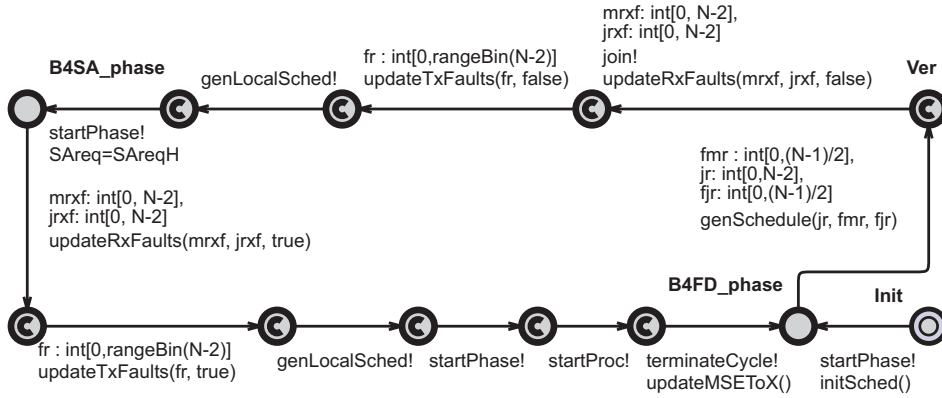 mrxf: int[0, N-2],
jrxf: int[0, N-2]
join!
updateRxFaults(mrxf, jrxf, false)
Ver
fr : int[0,rangeBin(N-2)]
updateTxFaults(fr, false)
genLocalSched!
B4SA_phase
startPhase!
SAreq=SAreqH
fmr : int[0,(N-1)/2],
jr: int[0,N-2],
fjr: int[0,(N-1)/2]
genSchedule(jr, fmr, fjr)
mrxf: int[0, N-2],
jrxf: int[0, N-2]
updateRxFaults(mrxf, jrxf, true)
B4FD_phase
Init
fr : int[0,rangeBin(N-2)]
updateTxFaults(fr, true)
genLocalSched!
startPhase!
startProc!
terminateCycle!
updateMSEToX()
startPhase!
initSched()